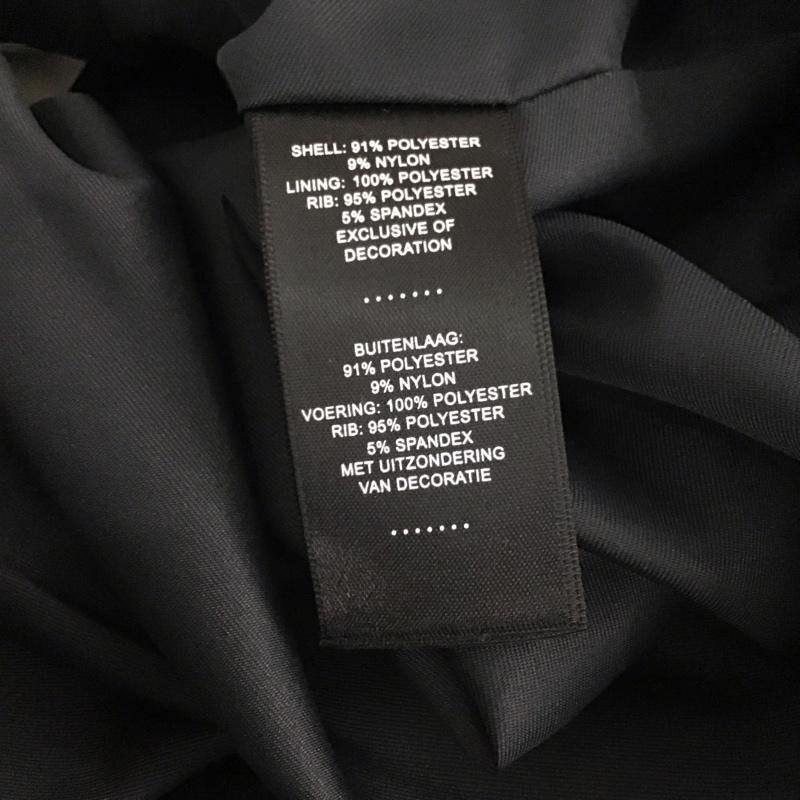 SHELL: 91% POLYESTER
9% NYLON
LINING: 100% POLYESTER
RIB: 95% POLYESTER
5% SPANDEX
EXCLUSIVE OF
DECORATION
.......
BUITENLAAG:
91% POLYESTER
9% NYLON
VOERING: 100% POLYESTER
RIB: 95% POLYESTER
5% SPANDEX
MET UITZONDERING
VAN DECORATIE
.......